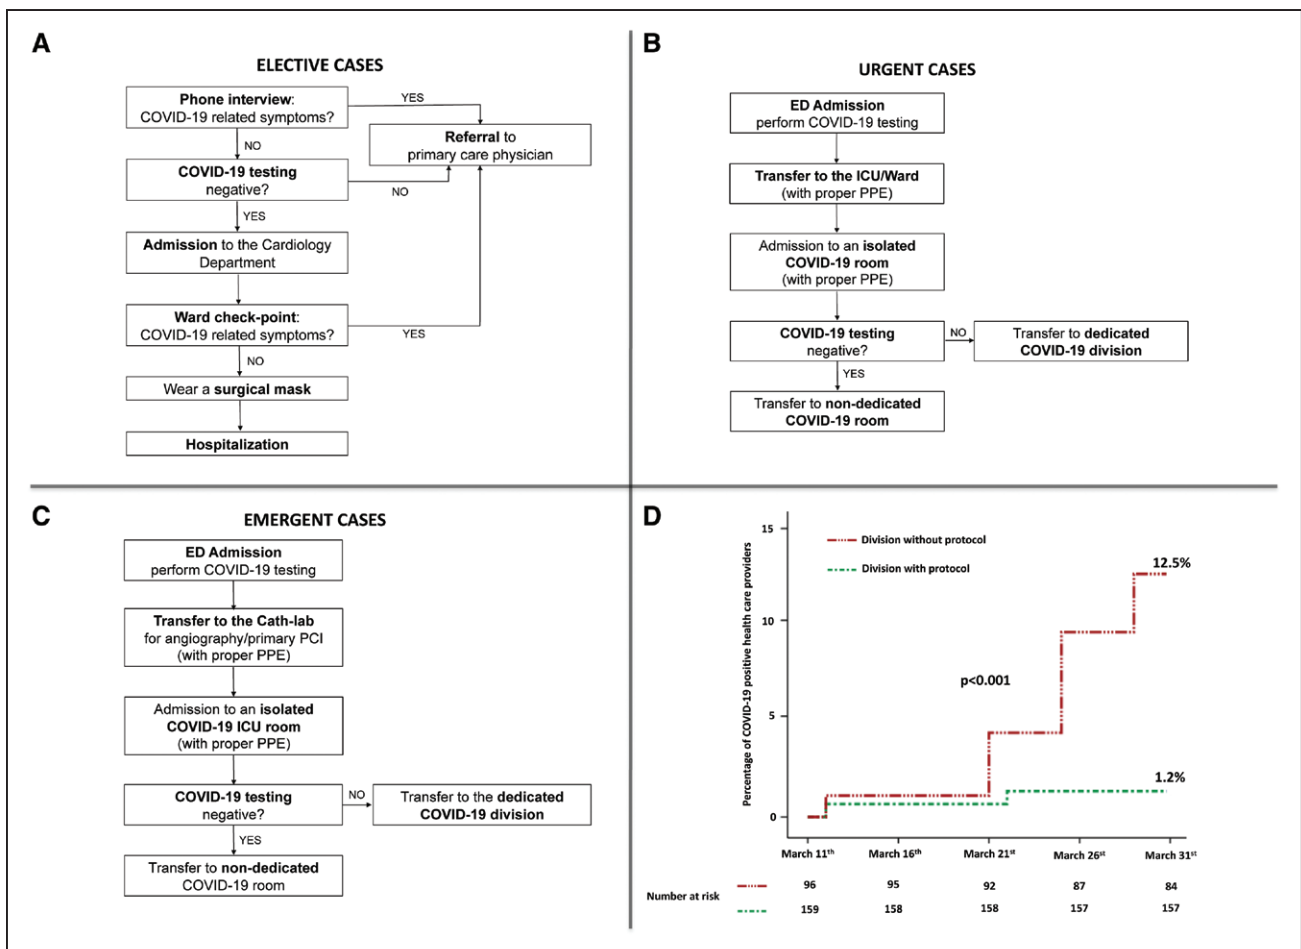 A
ELECTIVE CASES
Phone interview:
COVID-19 related symptoms?
YES
Referral to
primary care physician
NO
COVID-19 testing
negative?
NO
YES
Admission to the Cardiology
Department
Ward check-point:
COVID-19 related symptoms?
YES
NO
Wear a surgical mask
Hospitalization
B
URGENT CASES
ED Admission
perform COVID-19 testing
Transfer to the ICU/Ward
(with proper PPE)
Admission to an isolated
COVID-19 room
(with proper PPE)
COVID-19 testing
negative?
NO
Transfer to dedicated
COVID-19 division
YES
Transfer to non-dedicated
COVID-19 room
C
EMERGENT CASES
ED Admission
perform COVID-19 testing
Transfer to the Cath-lab
for angiography/primary PCI
(with proper PPE)
Admission to an isolated
COVID-19 ICU room
(with proper PPE)
COVID-19 testing
negative?
NO
Transfer to the dedicated
COVID-19 division
YES
Transfer to non-dedicated
COVID-19 room
D
Percentage of COVID-19 positive health care providers
15
10
5
0
Division without protocol
Division with protocol
12.5%
p<0.001
1.2%
March 11th March 16th March 21st March 26st March 31st
Number at risk
96 95 92 87 84
159 158 158 157 157